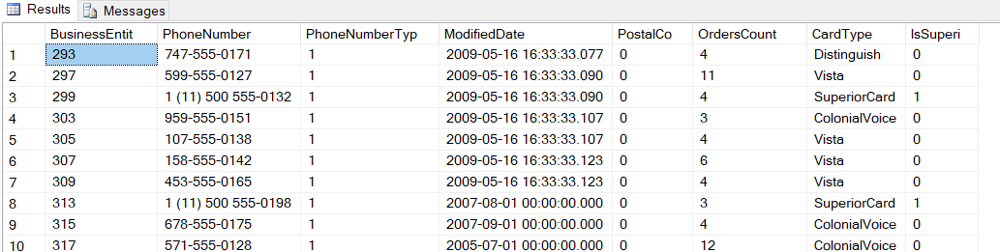 Results Messages
BusinessEntit PhoneNumber PhoneNumberTyp ModifiedDate PostalCo OrdersCount CardType IsSuperi
1 293 747-555-0171 1 2009-05-16 16:33:33.077 0 4 Distinguish 0
2 297 599-555-0127 1 2009-05-16 16:33:33.090 0 11 Vista 0
3 299 1 (11) 500 555-0132 1 2009-05-16 16:33:33.090 0 4 SuperiorCard 1
4 303 959-555-0151 1 2009-05-16 16:33:33.107 0 3 ColonialVoice 0
5 305 107-555-0138 1 2009-05-16 16:33:33.107 0 4 Vista 0
6 307 158-555-0142 1 2009-05-16 16:33:33.123 0 6 Vista 0
7 309 453-555-0165 1 2009-05-16 16:33:33.123 0 4 Vista 0
8 313 1 (11) 500 555-0198 1 2007-08-01 00:00:00.000 0 3 SuperiorCard 1
9 315 678-555-0175 1 2007-09-01 00:00:00.000 0 4 ColonialVoice 0
10 317 571-555-0128 1 2005-07-01 00:00:00.000 0 12 ColonialVoice 0